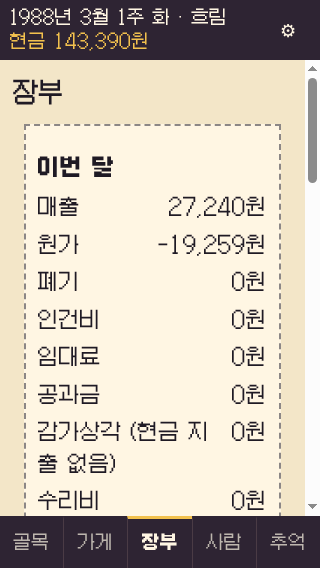 1988년 3월 1주 화 · 흐림
현금 143,390원
장부
이번 달
매출 27,240원
원가 -19,259원
폐기 0원
인건비 0원
임대료 0원
공과금 0원
감가상각 (현금 지 0원
출 없음)
수리비 0원
골목 가게 장부 사람 추억